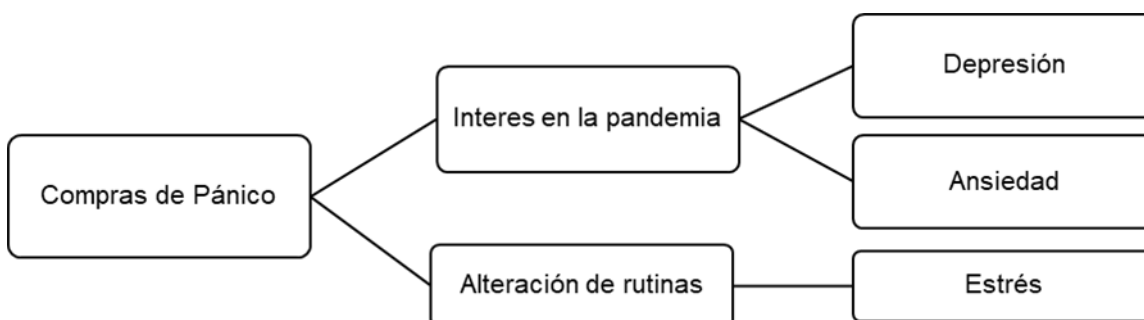 Compras de Pánico
Interes en la pandemia
Alteración de rutinas
Depresión
Ansiedad
Estrés